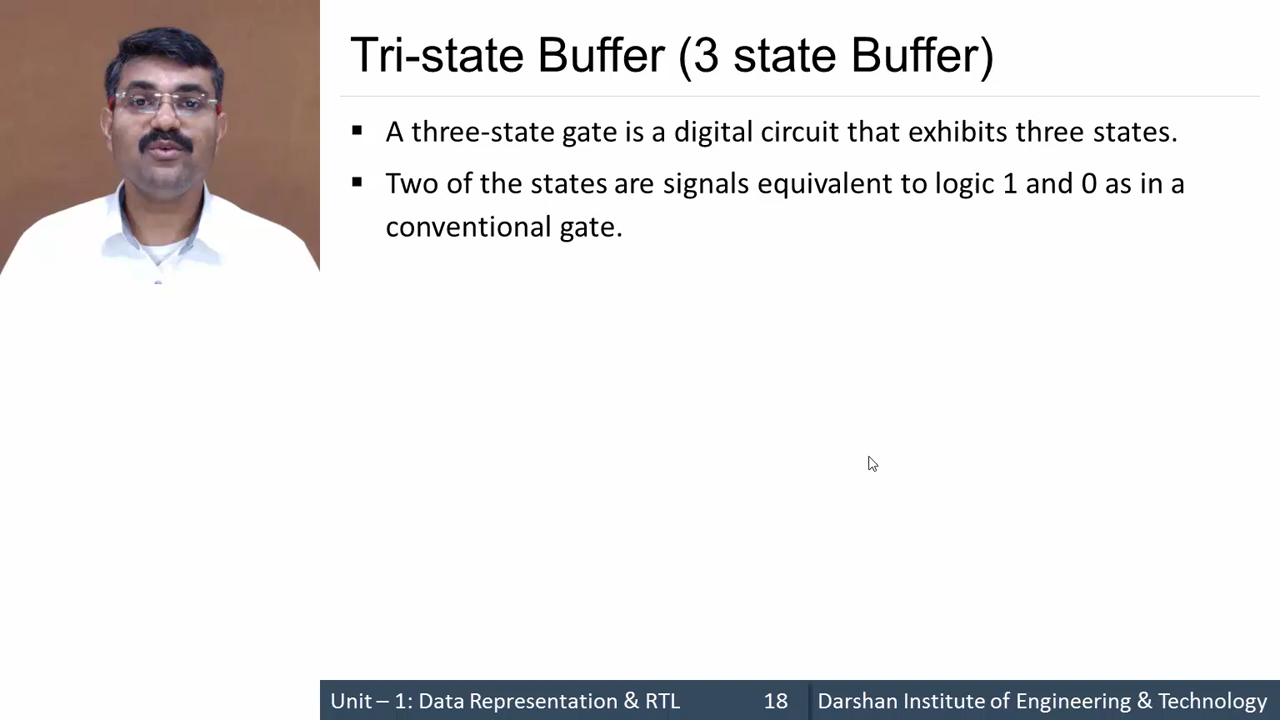 Tri-state Buffer (3 state Buffer)
▪ A three-state gate is a digital circuit that exhibits three states.
▪ Two of the states are signals equivalent to logic 1 and 0 as in a
conventional gate.
Unit – 1: Data Representation & RTL 18 Darshan Institute of Engineering & Technology